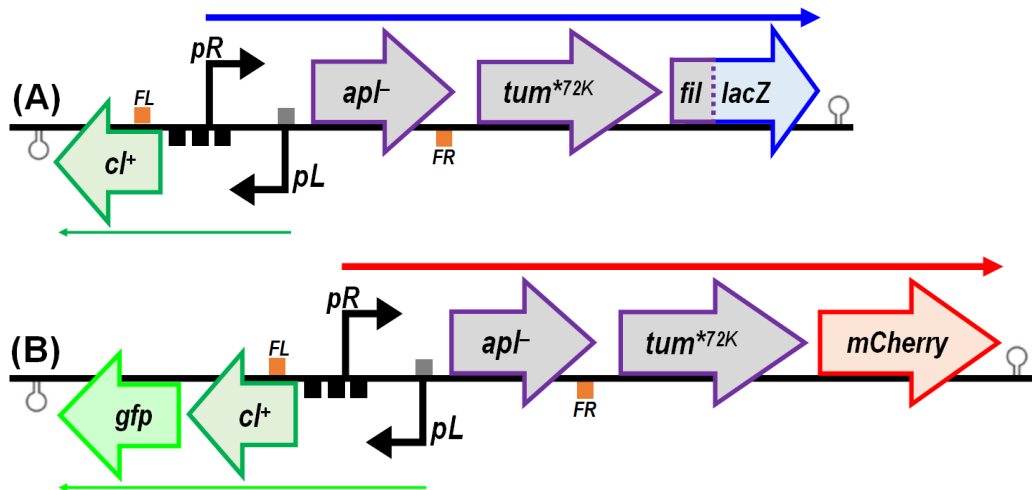 (A)
FL
cI⁺
pR
pL
apl⁻
FR
tum*72K
fil lacZ
(B)
gfp
FL
cI⁺
pR
pL
apl⁻
FR
tum*72K
mCherry